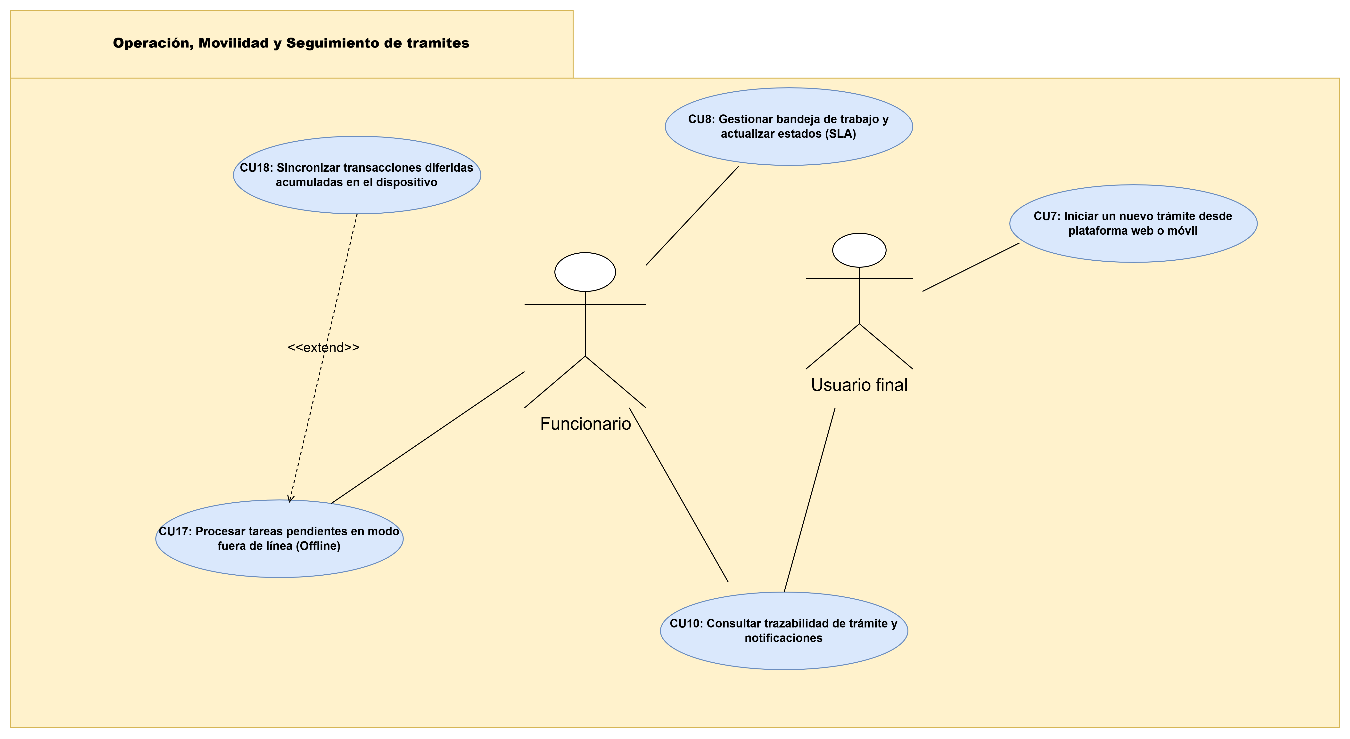 Operación, Movilidad y Seguimiento de tramites
CU8: Gestionar bandeja de trabajo y
actualizar estados (SLA)
CU18: Sincronizar transacciones diferidas
acumuladas en el dispositivo
CU7: Iniciar un nuevo trámite desde
plataforma web o móvil
<<extend>>
Usuario final
Funcionario
CU17: Procesar tareas pendientes en modo
fuera de línea (Offline)
CU10: Consultar trazabilidad de trámite y
notificaciones